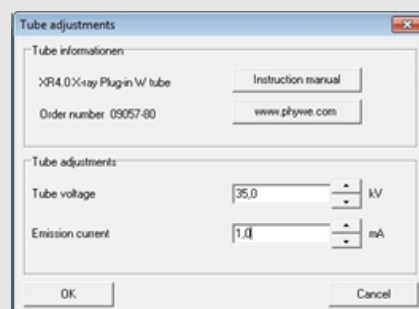 Tube adjustments
Tube informationen
XR4.0 X-ray Plug-in W tube
Instruction manual
Order number 09057-80
www.phywe.com
Tube adjustments
Tube voltage 35,0 kV
Emission current 1,0 mA
OK Cancel